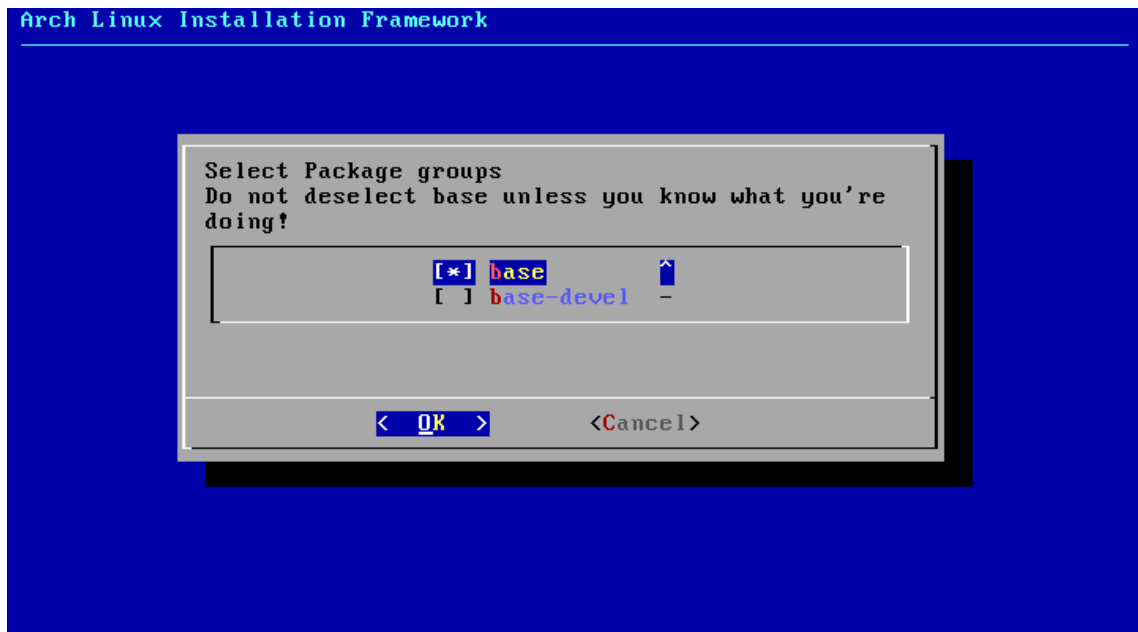 Arch Linux Installation Framework
Select Package groups
Do not deselect base unless you know what you're
doing!
[*] base ^
[ ] base-devel -
< OK > <Cancel>